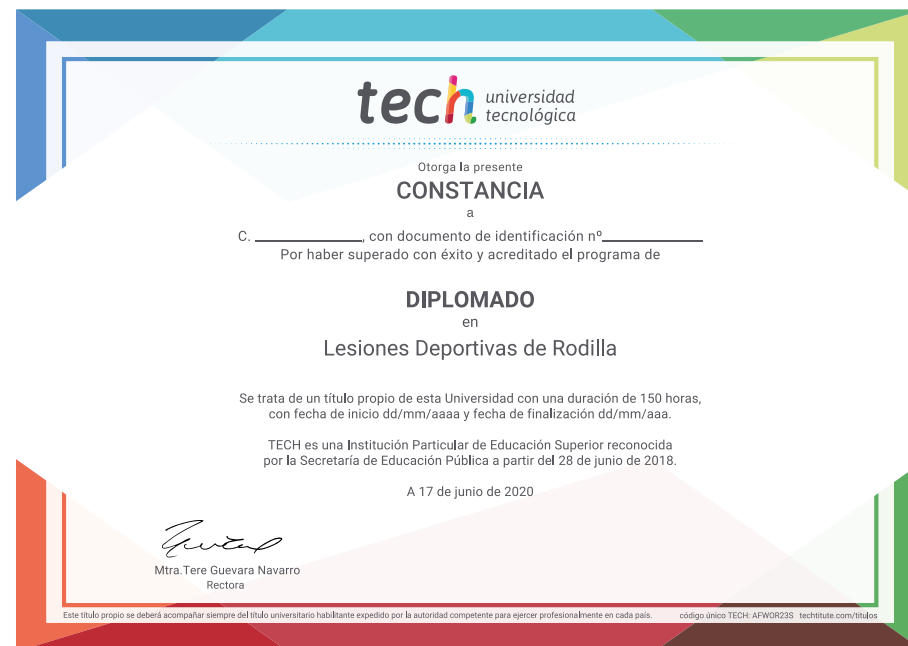 tech universidad
tecnológica
Otorga la presente
CONSTANCIA
a
C. ____________, con documento de identificación nº____________
Por haber superado con éxito y acreditado el programa de
DIPLOMADO
en
Lesiones Deportivas de Rodilla
Se trata de un título propio de esta Universidad con una duración de 150 horas,
con fecha de inicio dd/mm/aaaa y fecha de finalización dd/mm/aaa.
TECH es una Institución Particular de Educación Superior reconocida
por la Secretaría de Educación Pública a partir del 28 de junio de 2018.
A 17 de junio de 2020
Mtra.Tere Guevara Navarro
Rectora
Este título propio se deberá acompañar siempre del título universitario habilitante expedido por la autoridad competente para ejercer profesionalmente en cada país. código único TECH: AFWOR23S techtitute.com/titulos